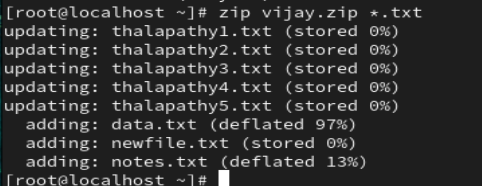 [root@localhost ~]# zip vijay.zip *.txt
updating: thalapathy1.txt (stored 0%)
updating: thalapathy2.txt (stored 0%)
updating: thalapathy3.txt (stored 0%)
updating: thalapathy4.txt (stored 0%)
updating: thalapathy5.txt (stored 0%)
  adding: data.txt (deflated 97%)
  adding: newfile.txt (stored 0%)
  adding: notes.txt (deflated 13%)
[root@localhost ~]#